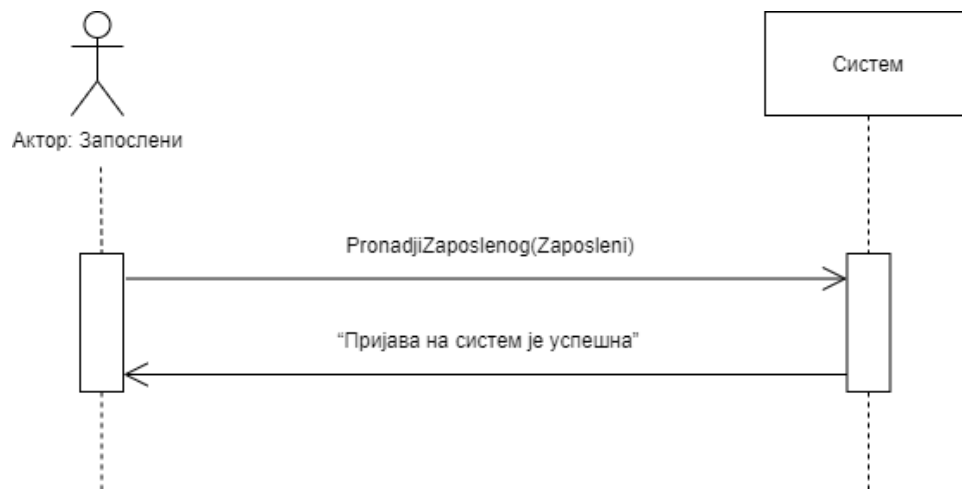 Систем
Актор: Запослени
PronadjiZaposlenog(Zaposleni)
“Пријава на систем је успешна”